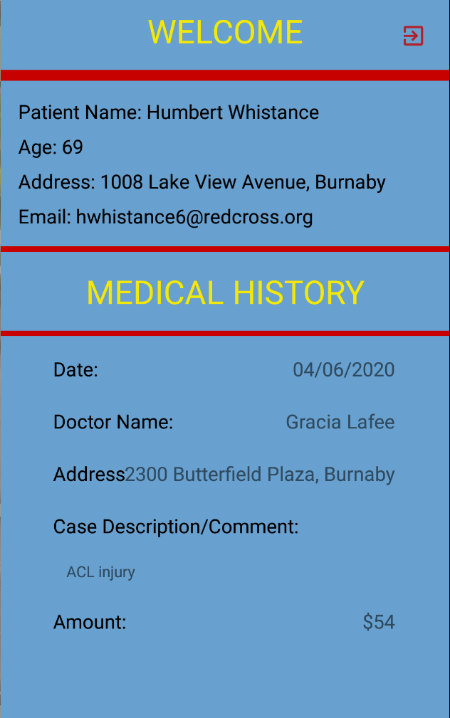 WELCOME
Patient Name: Humbert Whistance
Age: 69
Address: 1008 Lake View Avenue, Burnaby
Email: hwhistance6@redcross.org
MEDICAL HISTORY
Date: 04/06/2020
Doctor Name: Gracia Lafee
Address2300 Butterfield Plaza, Burnaby
Case Description/Comment:
ACL injury
Amount: $54